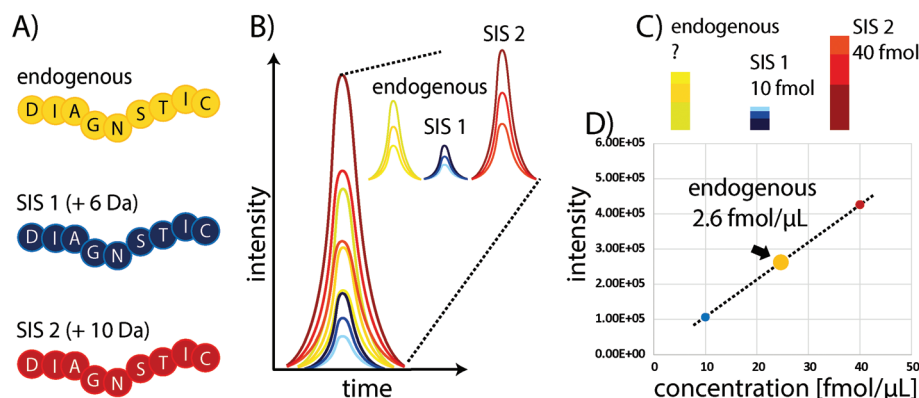 A)
endogenous
D I A G N S T I C
SIS 1 (+ 6 Da)
D I A G N S T I C
SIS 2 (+ 10 Da)
D I A G N S T I C
B)
intensity
time
endogenous
SIS 1
SIS 2
C)
endogenous
?
SIS 1
10 fmol
SIS 2
40 fmol
D)
intensity
6.00E+05
5.00E+05
4.00E+05
3.00E+05
2.00E+05
1.00E+05
0.00E+00
endogenous
2.6 fmol/µL
0 10 20 30 40 50
concentration [fmol/µL]